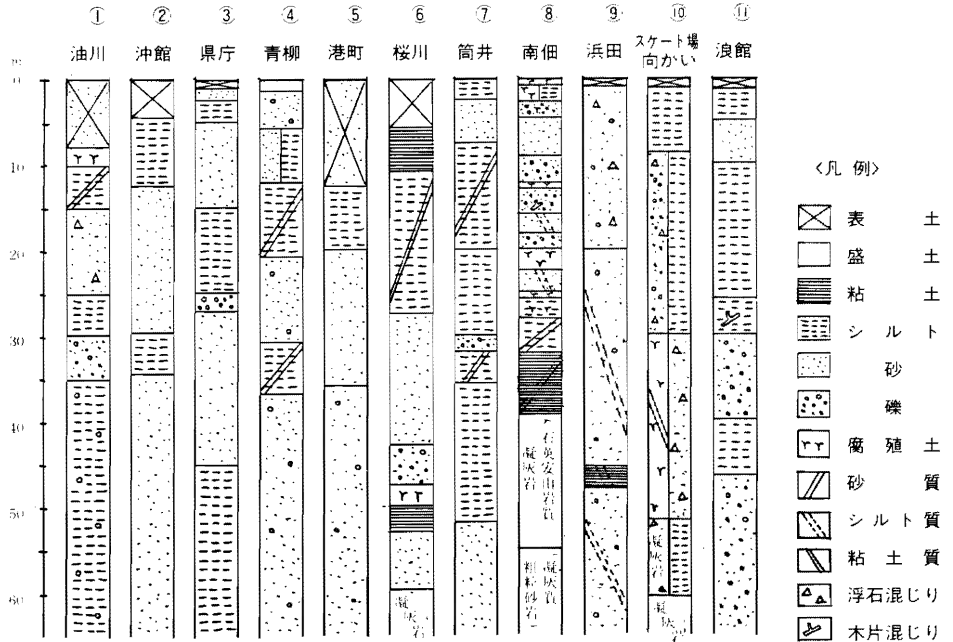 ① ② ③ ④ ⑤ ⑥ ⑦ ⑧ ⑨ ⑩ ⑪
油川 沖館 県庁 青柳 港町 桜川 筒井 南佃 浜田 スケート場向かい 浪館
m
0
10
20
30
40
50
60
石英安山岩質
凝灰岩
凝灰質
粗粒砂岩
凝灰岩
凝灰岩
凝灰岩
<凡例>
表土
盛土
粘土
シルト
砂
礫
腐殖土
砂質
シルト質
粘土質
浮石混じり
木片混じり